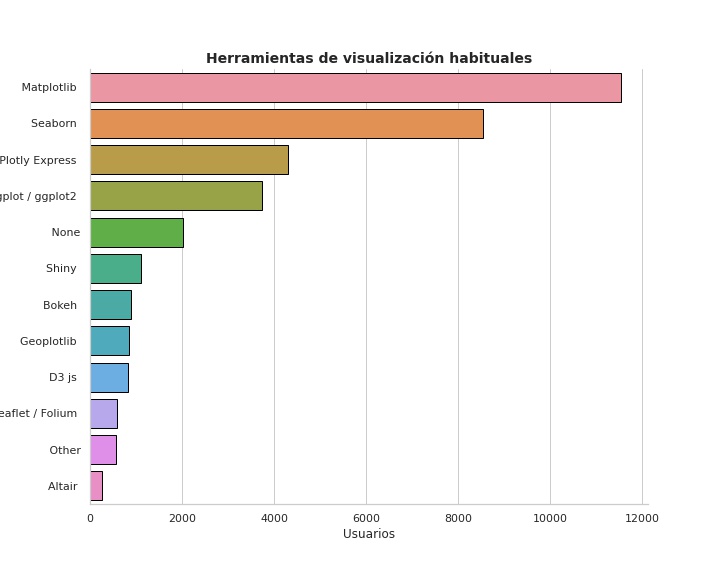 Herramientas de visualización habituales
Matplotlib
Seaborn
Plotly Express
gplot / ggplot2
None
Shiny
Bokeh
Geoplotlib
D3 js
eaflet / Folium
Other
Altair
0 2000 4000 6000 8000 10000 12000
Usuarios